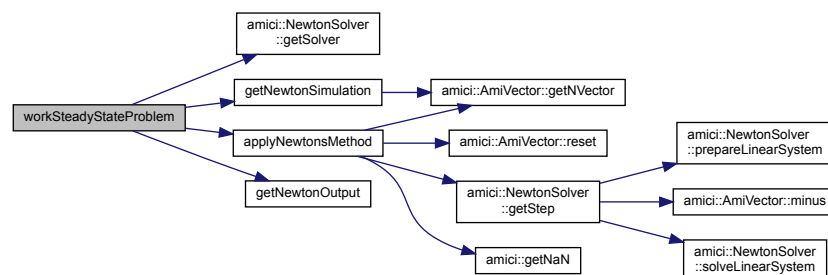 workSteadyStateProblem
amici::NewtonSolver
::getSolver
getNewtonSimulation
applyNewtonsMethod
getNewtonOutput
amici::AmiVector::getNVector
amici::AmiVector::reset
amici::NewtonSolver
::getStep
amici::getNaN
amici::NewtonSolver
::prepareLinearSystem
amici::AmiVector::minus
amici::NewtonSolver
::solveLinearSystem